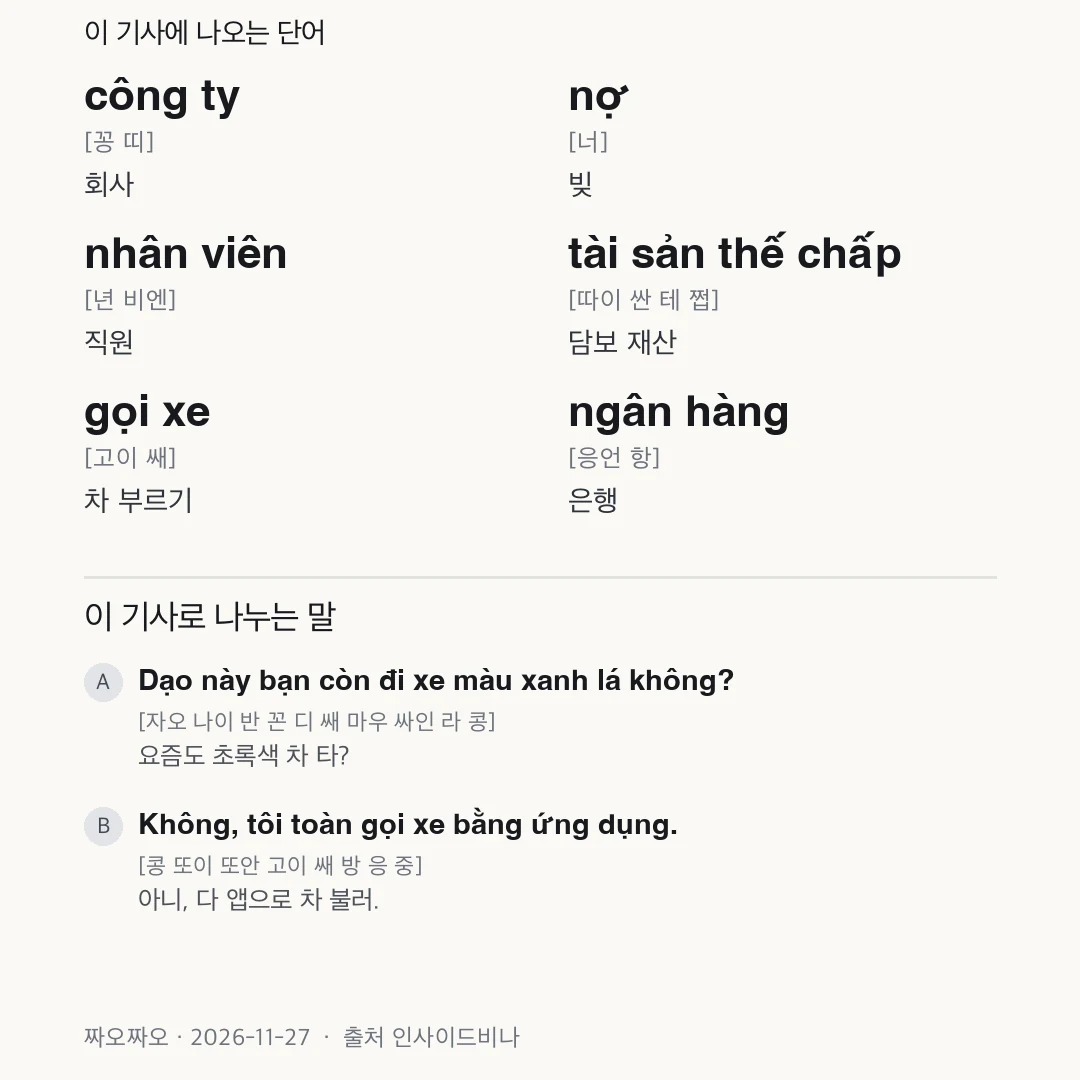 이 기사에 나오는 단어
công ty
[꽁 띠]
회사
nợ
[너]
빚
nhân viên
[년 비엔]
직원
tài sản thế chấp
[따이 싼 테 쩝]
담보 재산
gọi xe
[고이 쌔]
차 부르기
ngân hàng
[응언 항]
은행
이 기사로 나누는 말
A
Dạo này bạn còn đi xe màu xanh lá không?
[자오 나이 반 꼰 디 쌔 마우 싸인 라 콩]
요즘도 초록색 차 타?
B
Không, tôi toàn gọi xe bằng ứng dụng.
[콩 또이 또안 고이 쌔 방 응 중]
아니, 다 앱으로 차 불러.
짜오짜오 · 2026-11-27 · 출처 인사이드비나